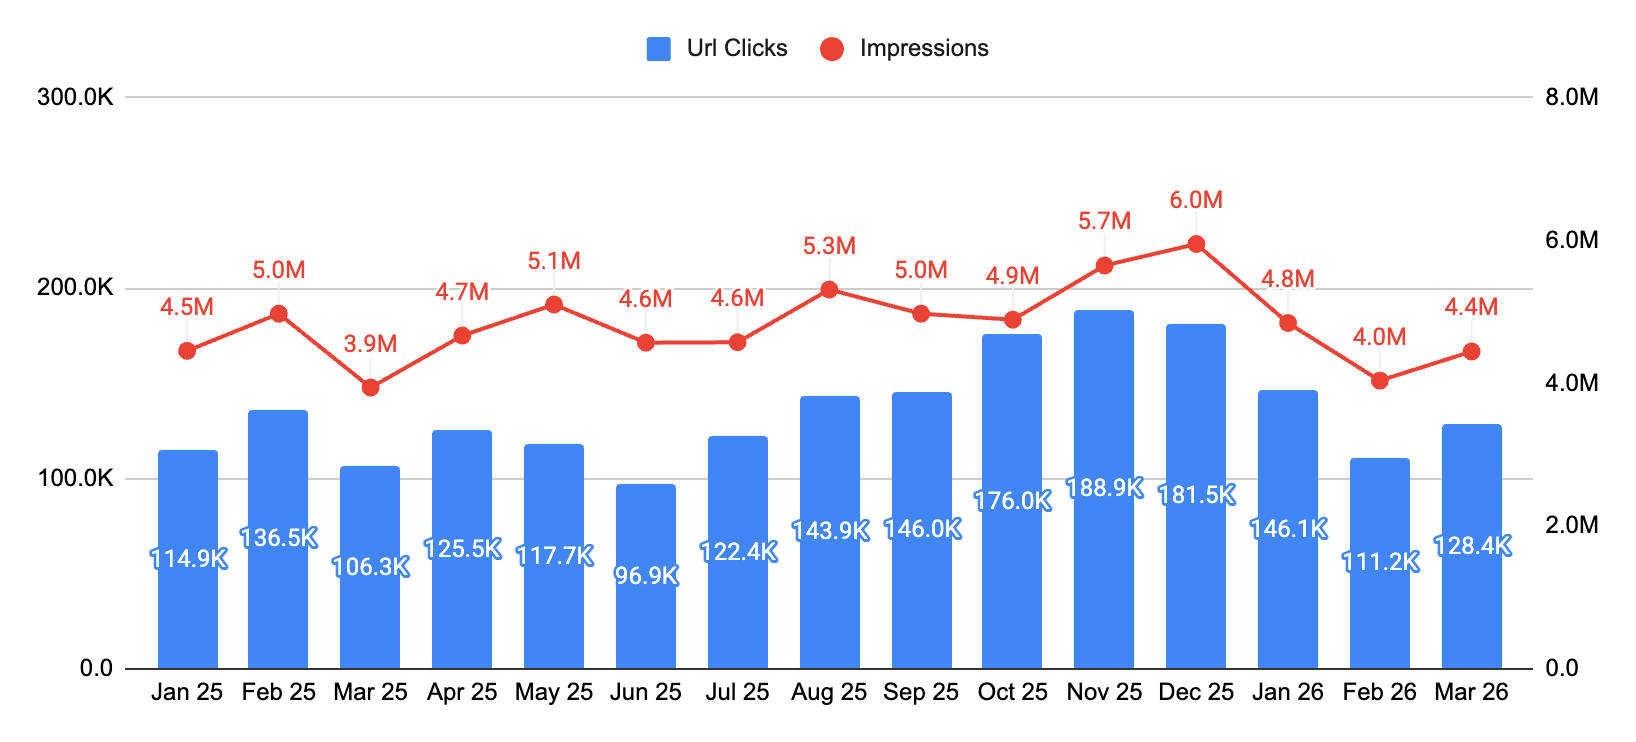 Url Clicks Impressions
300.0K 8.0M
6.0M
5.7M
5.3M 6.0M
5.1M
5.0M 5.0M 4.9M
200.0K 4.7M 4.6M 4.6M 4.8M
4.5M 4.4M
3.9M 4.0M
4.0M
100.0K
188.9K 181.5K
176.0K
136.5K 143.9K 146.0K 146.1K 2.0M
114.9K 125.5K 117.7K 122.4K 128.4K
106.3K 96.9K 111.2K
0.0 0.0
Jan 25 Feb 25 Mar 25 Apr 25 May 25 Jun 25 Jul 25 Aug 25 Sep 25 Oct 25 Nov 25 Dec 25 Jan 26 Feb 26 Mar 26